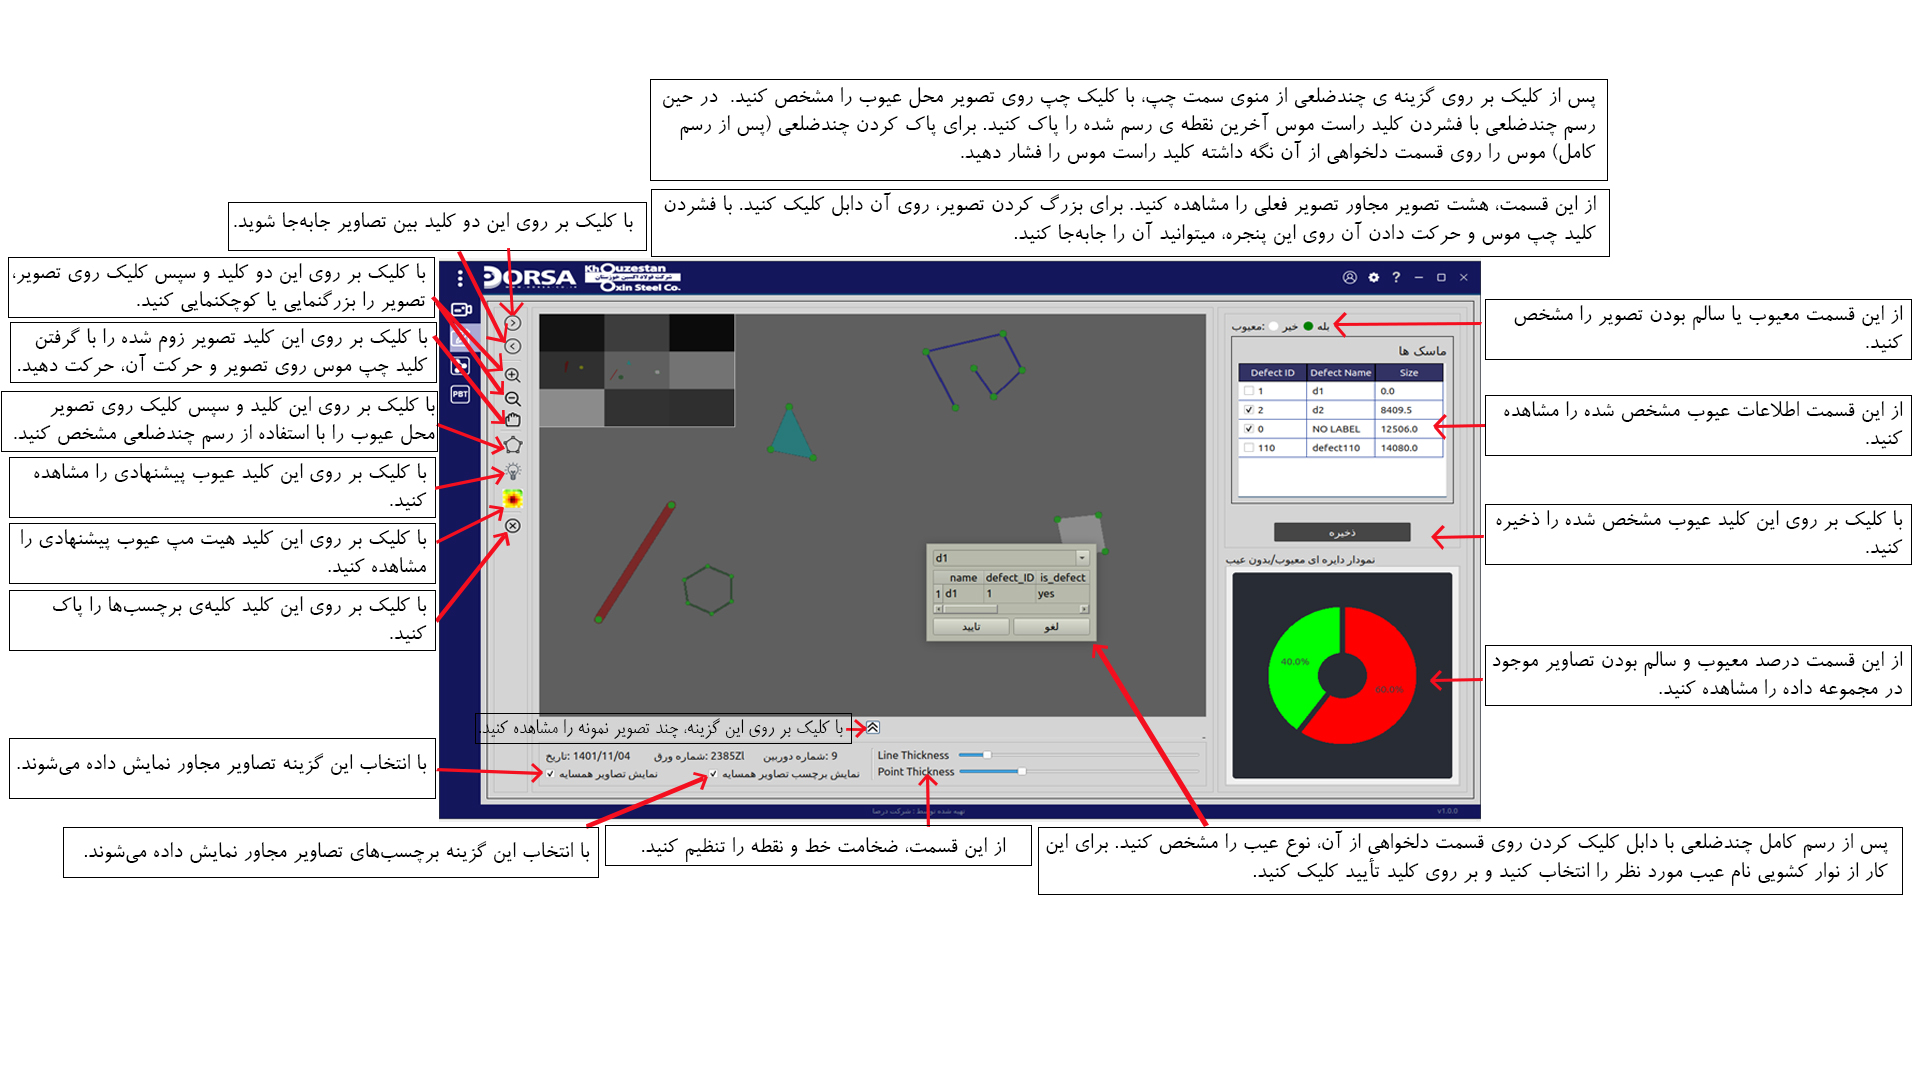 پس از کلیک بر روی گزینه ی چندضلعی از منوی سمت چپ، با کلیک چپ روی تصویر محل عیوب را مشخص کنید. در حین
رسم چندضلعی با فشردن کلید راست موس آخرین نقطه ی رسم شده را پاک کنید. برای پاک کردن چندضلعی (پس از رسم
کامل) موس را روی قسمت دلخواهی از آن نگه داشته کلید راست موس را فشار دهید.
از این قسمت، هشت تصویر مجاور تصویر فعلی را مشاهده کنید. برای بزرگ کردن تصویر، روی آن دابل کلیک کنید. با فشردن
کلید چپ موس و حرکت دادن آن روی این پنجره، میتوانید آن را جابه‌جا کنید.
با کلیک بر روی این دو کلید بین تصاویر جابه‌جا شوید.
با کلیک بر روی این دو کلید و سپس کلیک روی تصویر،
تصویر را بزرگنمایی یا کوچکنمایی کنید.
با کلیک بر روی این کلید تصویر زوم شده را با گرفتن
کلید چپ موس روی تصویر و حرکت آن، حرکت دهید.
با کلیک بر روی این کلید و سپس کلیک روی تصویر
محل عیوب را با استفاده از رسم چندضلعی مشخص کنید.
با کلیک بر روی این کلید عیوب پیشنهادی را مشاهده
کنید.
با کلیک بر روی این کلید هیت مپ عیوب پیشنهادی را
مشاهده کنید.
با کلیک بر روی این کلید کلیه‌ی برچسب‌ها را پاک
کنید.
با انتخاب این گزینه تصاویر مجاور نمایش داده می‌شوند.
با انتخاب این گزینه برچسب‌های تصاویر مجاور نمایش داده می‌شوند.
از این قسمت، ضخامت خط و نقطه را تنظیم کنید.
پس از رسم کامل چندضلعی با دابل کلیک کردن روی قسمت دلخواهی از آن، نوع عیب را مشخص کنید. برای این
کار از نوار کشویی نام عیب مورد نظر را انتخاب کنید و بر روی کلید تأیید کلیک کنید.
از این قسمت معیوب یا سالم بودن تصویر را مشخص
کنید.
از این قسمت اطلاعات عیوب مشخص شده را مشاهده
کنید.
با کلیک بر روی این کلید عیوب مشخص شده را ذخیره
کنید.
از این قسمت درصد معیوب و سالم بودن تصاویر موجود
در مجموعه داده را مشاهده کنید.
DORSA
Khouzestan
شرکت فولاد اکسین خوزستان
Oxin Steel Co.
PBT
معیوب: خیر بله
ماسک ها
Defect ID Defect Name Size
1 d1 0.0
2 d2 8409.5
0 NO LABEL 12506.0
110 defect110 14080.0
ذخیره
نمودار دایره ای معیوب/بدون عیب
40.0%
60.0%
d1
name defect_ID is_defect
1 d1 1 yes
تایید لغو
با کلیک بر روی این گزینه، چند تصویر نمونه را مشاهده کنید.
تاریخ: 1401/11/04 شماره ورق: 2385Zl شماره دوربین: 9
نمایش تصاویر همسایه نمایش برچسب تصاویر همسایه
Line Thickness
Point Thickness
تهیه شده توسط : شرکت درسا
v1.0.0